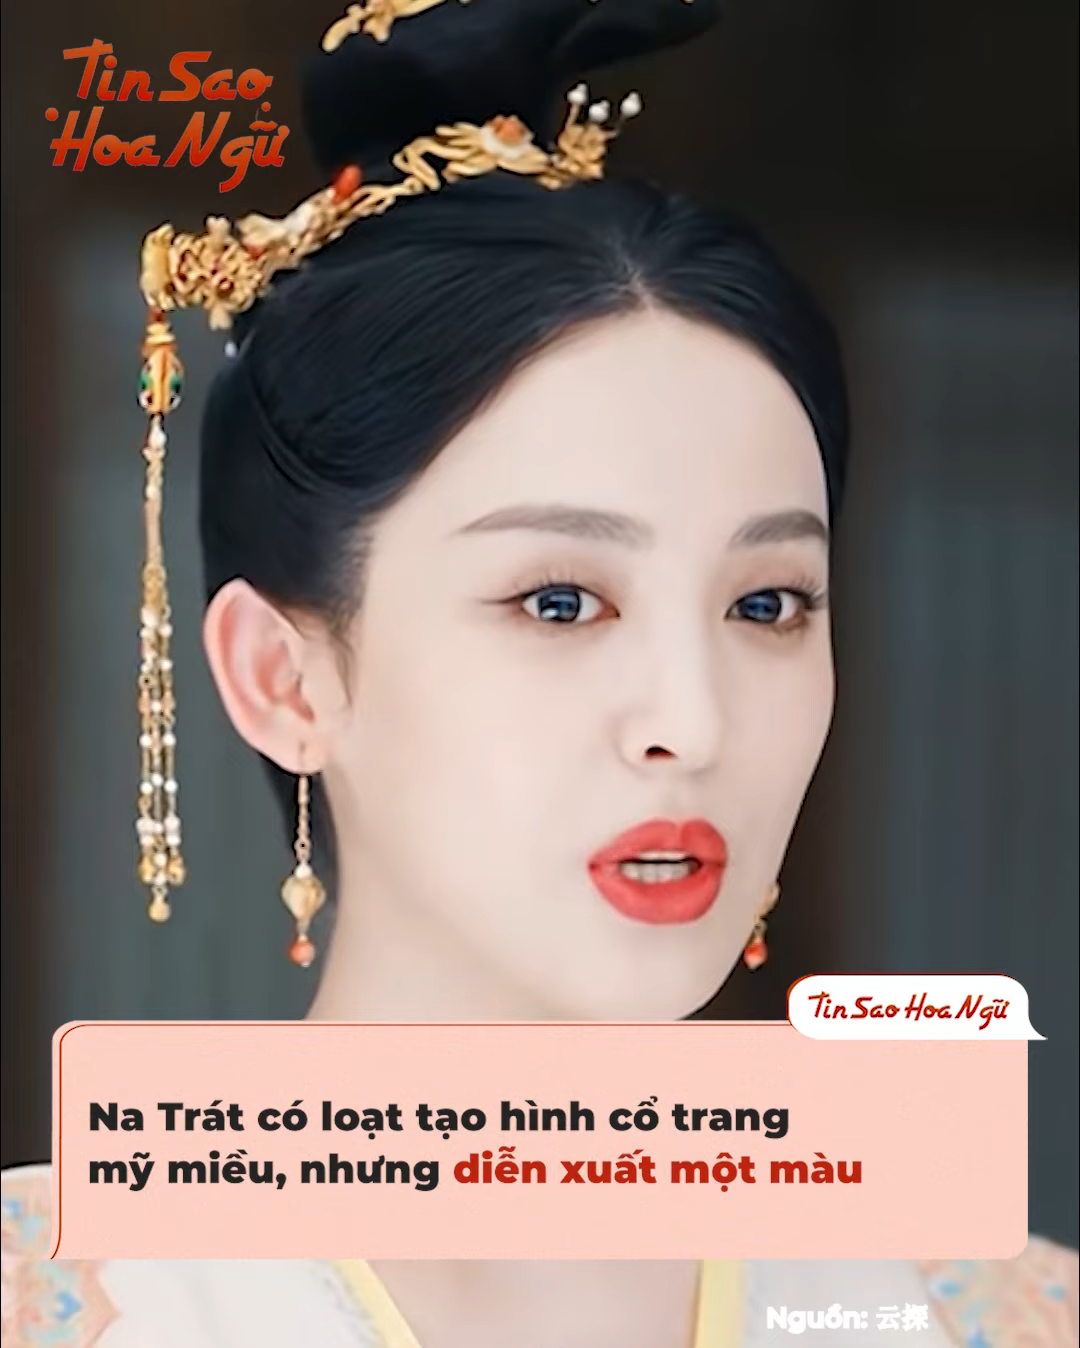 Tin Sao
Hoa Ngữ
Tin Sao Hoa Ngữ
Na Trát có loạt tạo hình cổ trang
mỹ miều, nhưng diễn xuất một màu
Nguồn: 云探